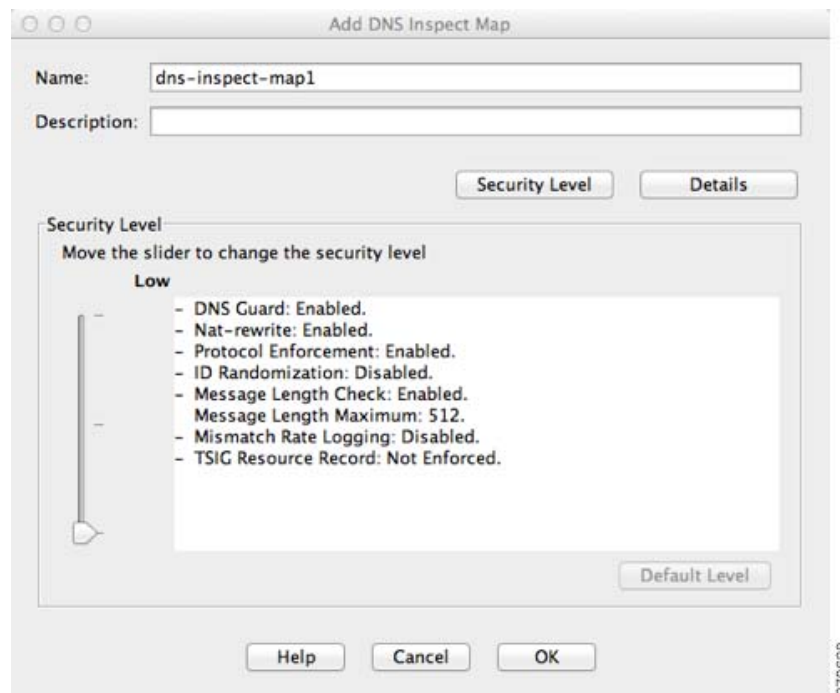 Add DNS Inspect Map
Name: dns-inspect-map1
Description:
Security Level Details
Security Level
Move the slider to change the security level
Low
- DNS Guard: Enabled.
- Nat-rewrite: Enabled.
- Protocol Enforcement: Enabled.
- ID Randomization: Disabled.
- Message Length Check: Enabled.
Message Length Maximum: 512.
- Mismatch Rate Logging: Disabled.
- TSIG Resource Record: Not Enforced.
Default Level
Help Cancel OK